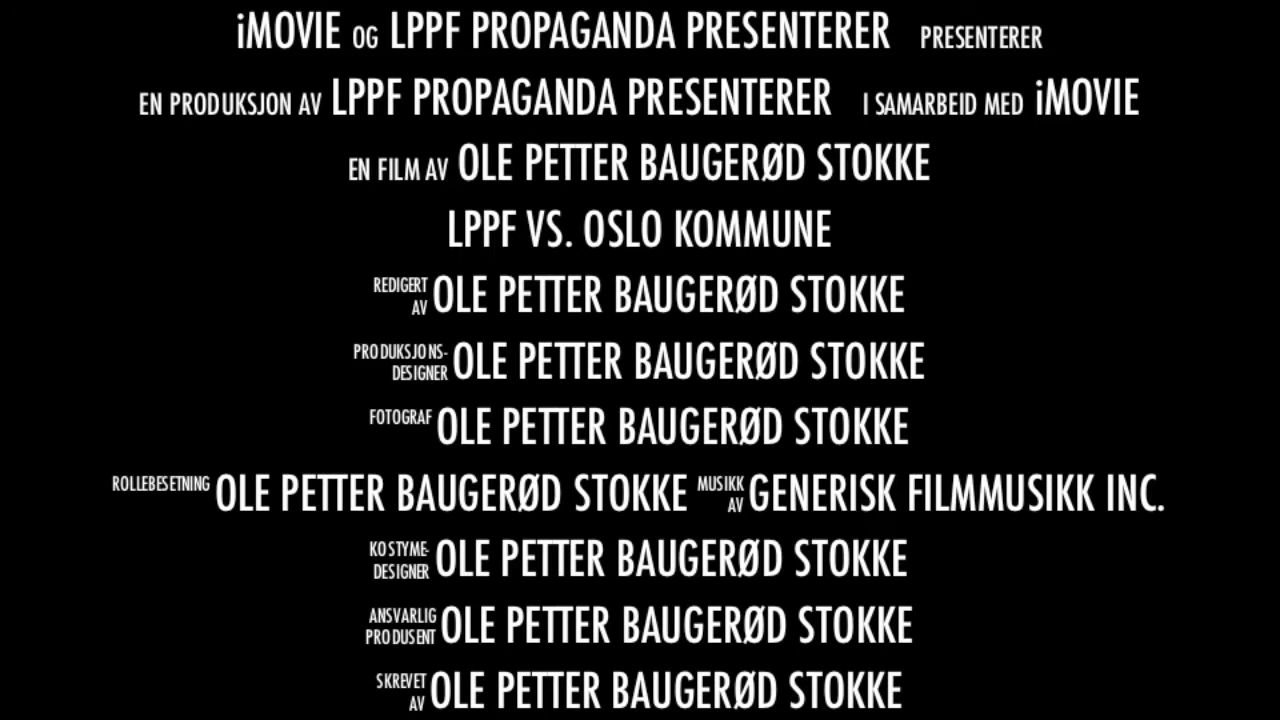 iMOVIE OG LPPF PROPAGANDA PRESENTERER PRESENTERER
EN PRODUKSJON AV LPPF PROPAGANDA PRESENTERER I SAMARBEID MED iMOVIE
EN FILM AV OLE PETTER BAUGERØD STOKKE
LPPF VS. OSLO KOMMUNE
REDIGERT AV OLE PETTER BAUGERØD STOKKE
PRODUKSJONS-DESIGNER OLE PETTER BAUGERØD STOKKE
FOTOGRAF OLE PETTER BAUGERØD STOKKE
ROLLEBESETNING OLE PETTER BAUGERØD STOKKE MUSIKK AV GENERISK FILMMUSIKK INC.
KOSTYME-DESIGNER OLE PETTER BAUGERØD STOKKE
ANSVARLIG PRODUSENT OLE PETTER BAUGERØD STOKKE
SKREVET AV OLE PETTER BAUGERØD STOKKE